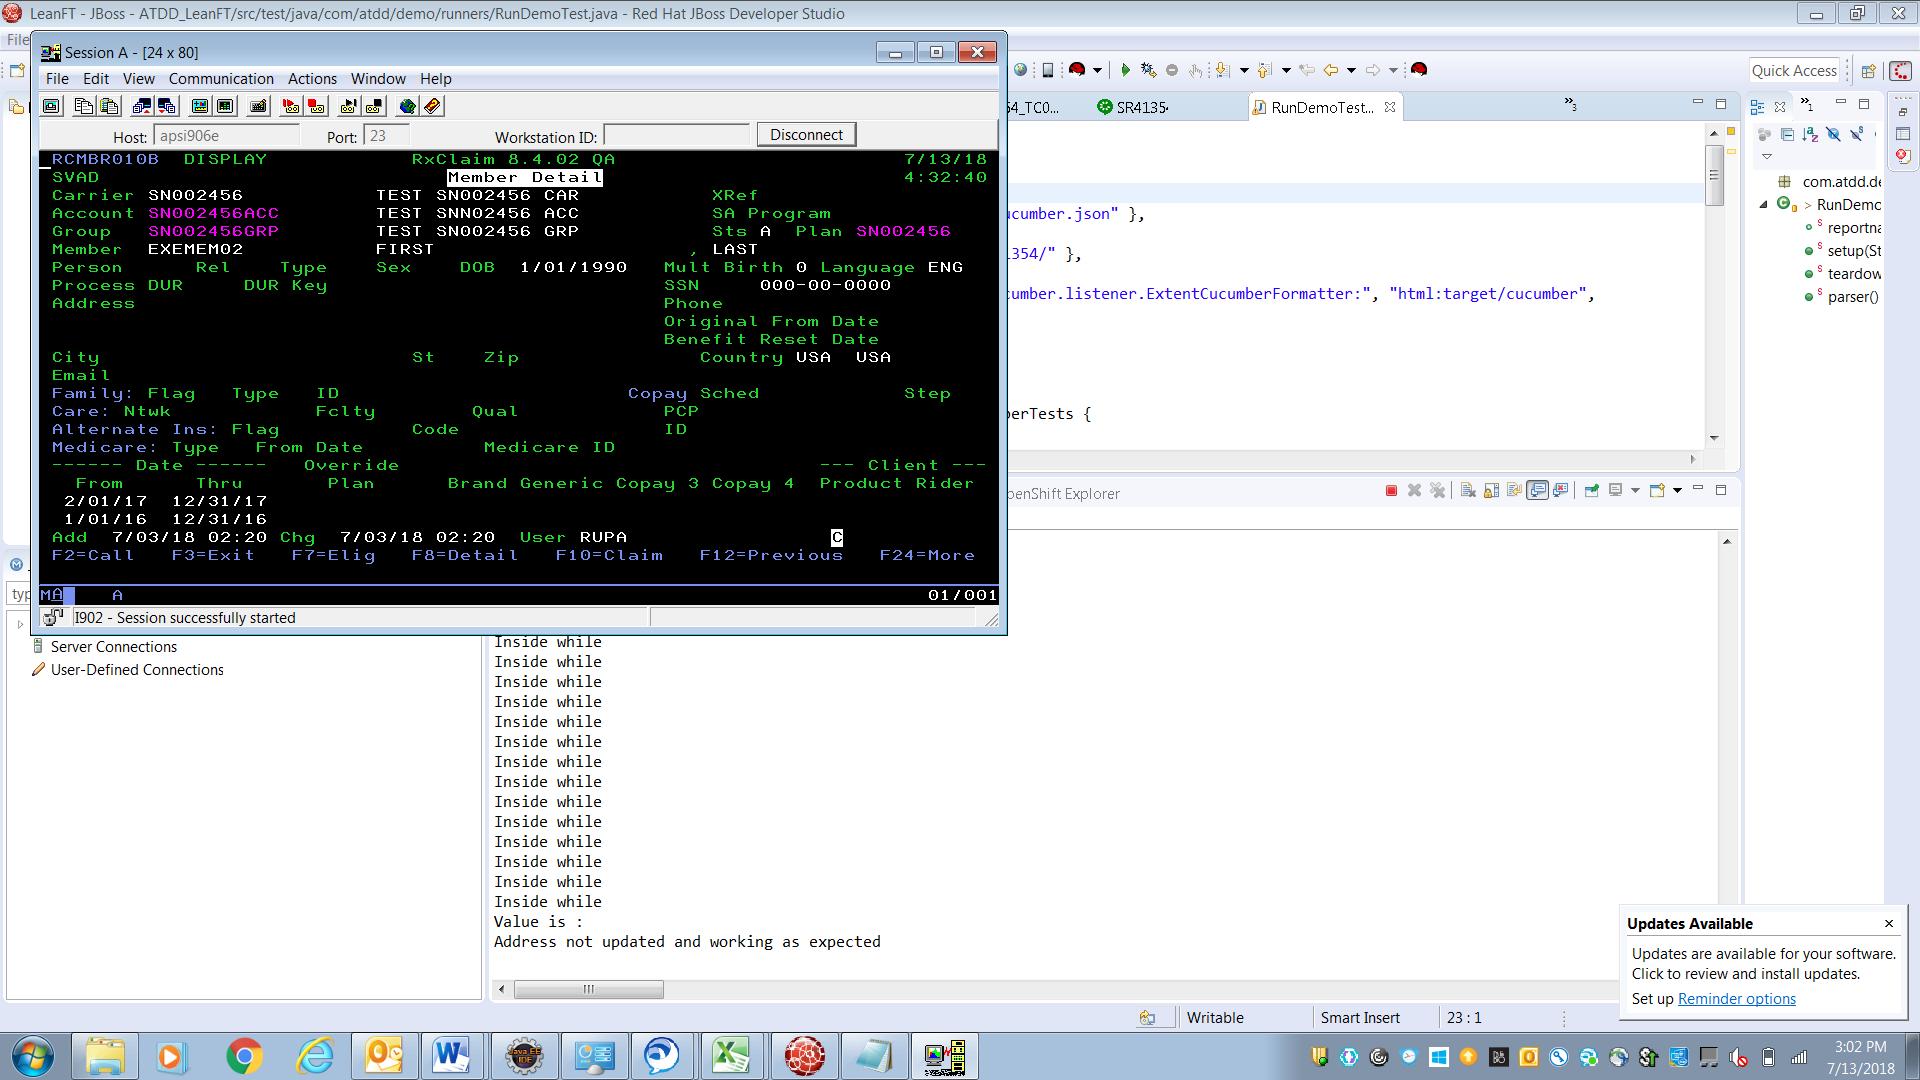 LeanFT - JBoss - ATDD_LeanFT/src/test/java/com/atdd/demo/runners/RunDemoTest.java - Red Hat JBoss Developer Studio
File
Session A - [24 x 80]
File Edit View Communication Actions Window Help
Host: apsi906e Port: 23 Workstation ID: Disconnect
RCMBR010B DISPLAY RxClaim 8.4.02 QA 7/13/18
SVAD Member Detail 4:32:40
Carrier SN002456 TEST SN002456 CAR XRef
Account SN002456ACC TEST SNN02456 ACC SA Program
Group SN002456GRP TEST SN002456 GRP Sts A Plan SN002456
Member EXEMEM02 FIRST , LAST
Person Rel Type Sex DOB 1/01/1990 Mult Birth 0 Language ENG
Process DUR DUR Key SSN 000-00-0000
Address Phone
Original From Date
Benefit Reset Date
City St Zip Country USA USA
Email
Family: Flag Type ID Copay Sched Step
Care: Ntwk Fclty Qual PCP
Alternate Ins: Flag Code ID
Medicare: Type From Date Medicare ID
------ Date ------ Override --- Client ---
From Thru Plan Brand Generic Copay 3 Copay 4 Product Rider
2/01/17 12/31/17
1/01/16 12/31/16
Add 7/03/18 02:20 Chg 7/03/18 02:20 User RUPA C
F2=Call F3=Exit F7=Elig F8=Detail F10=Claim F12=Previous F24=More
MA A 01/001
I902 - Session successfully started
Quick Access
54_TC0... SR4135 RunDemoTest... 3
1
ucumber.json" },
1354/" },
cumber.listener.ExtentCucumberFormatter:", "html:target/cucumber",
berTests {
com.atdd.de
> RunDemo
reportna
setup(St
teardow
parser()
penShift Explorer
typ
Server Connections
User-Defined Connections
Inside while
Inside while
Inside while
Inside while
Inside while
Inside while
Inside while
Inside while
Inside while
Inside while
Inside while
Inside while
Inside while
Inside while
Value is :
Address not updated and working as expected
Updates Available
Updates are available for your software.
Click to review and install updates.
Set up Reminder options
Writable Smart Insert 23 : 1
3:02 PM
7/13/2018